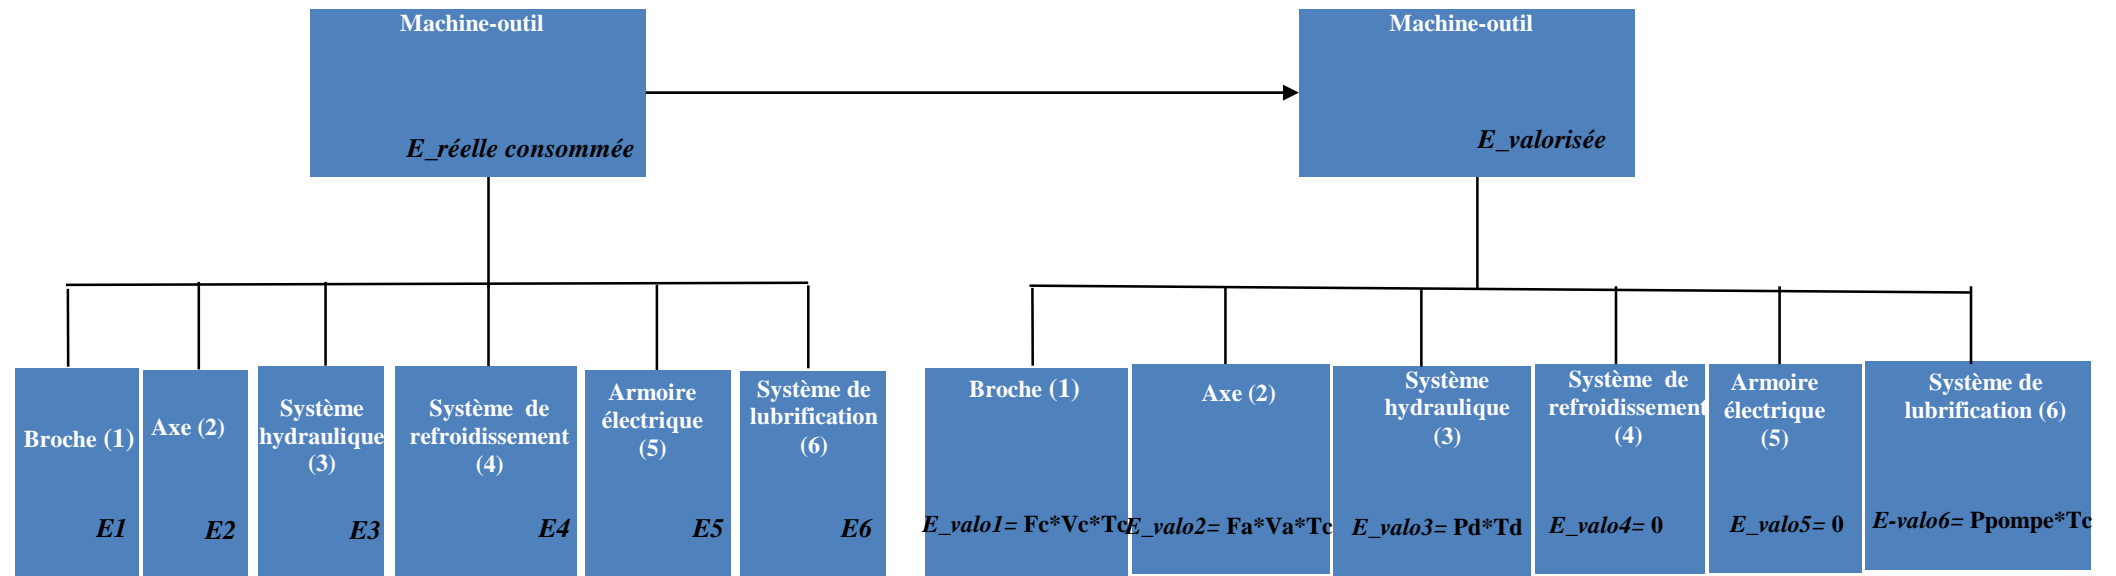 Machine-outil
E_réelle consommée
Machine-outil
E_valorisée
Broche (1)
E1
Axe (2)
E2
Système
hydraulique
(3)
E3
Système de
refroidissement
(4)
E4
Armoire
électrique
(5)
E5
Système de
lubrification
(6)
E6
Broche (1)
E_valo1= Fc*Vc*Tc
Axe (2)
E_valo2= Fa*Va*Tc
Système
hydraulique
(3)
E_valo3= Pd*Td
Système de
refroidissement
(4)
E_valo4= 0
Armoire
électrique
(5)
E_valo5= 0
Système de
lubrification (6)
E-valo6= Ppompe*Tc